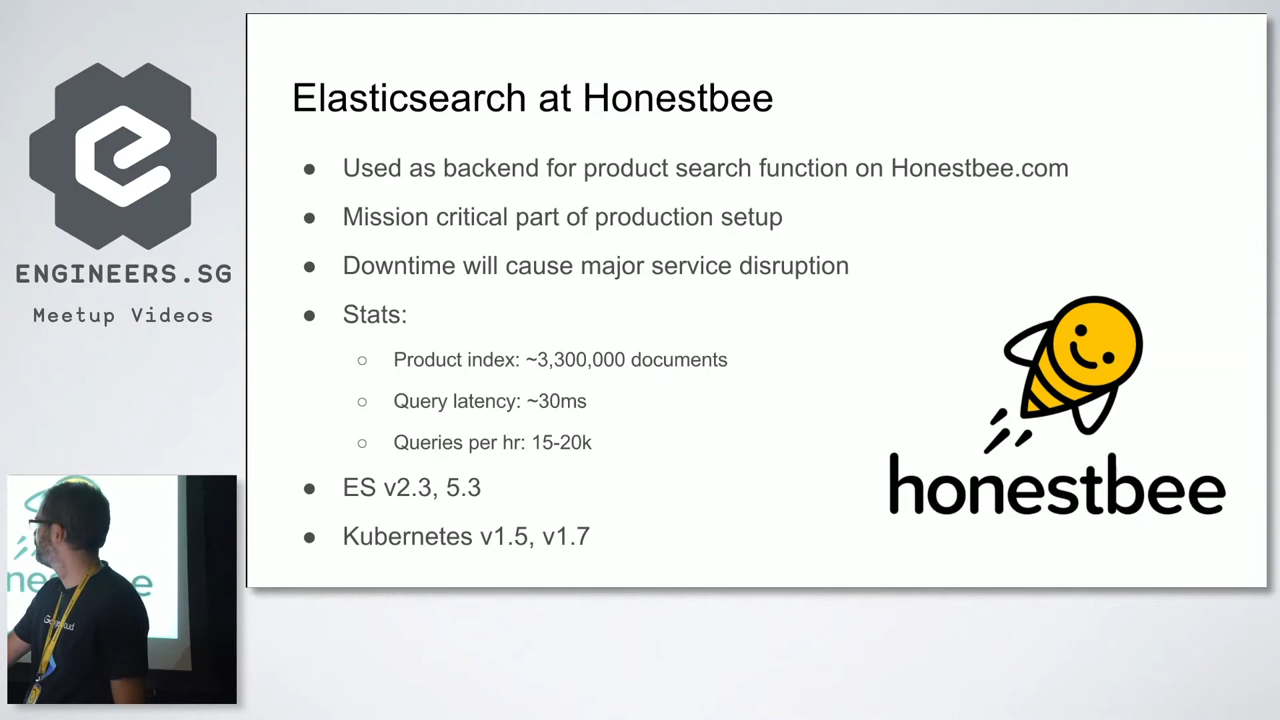 ENGINEERS.SG
Meetup Videos
Elasticsearch at Honestbee
● Used as backend for product search function on Honestbee.com
● Mission critical part of production setup
● Downtime will cause major service disruption
● Stats:
○ Product index: ~3,300,000 documents
○ Query latency: ~30ms
○ Queries per hr: 15-20k
● ES v2.3, 5.3
● Kubernetes v1.5, v1.7
honestbee